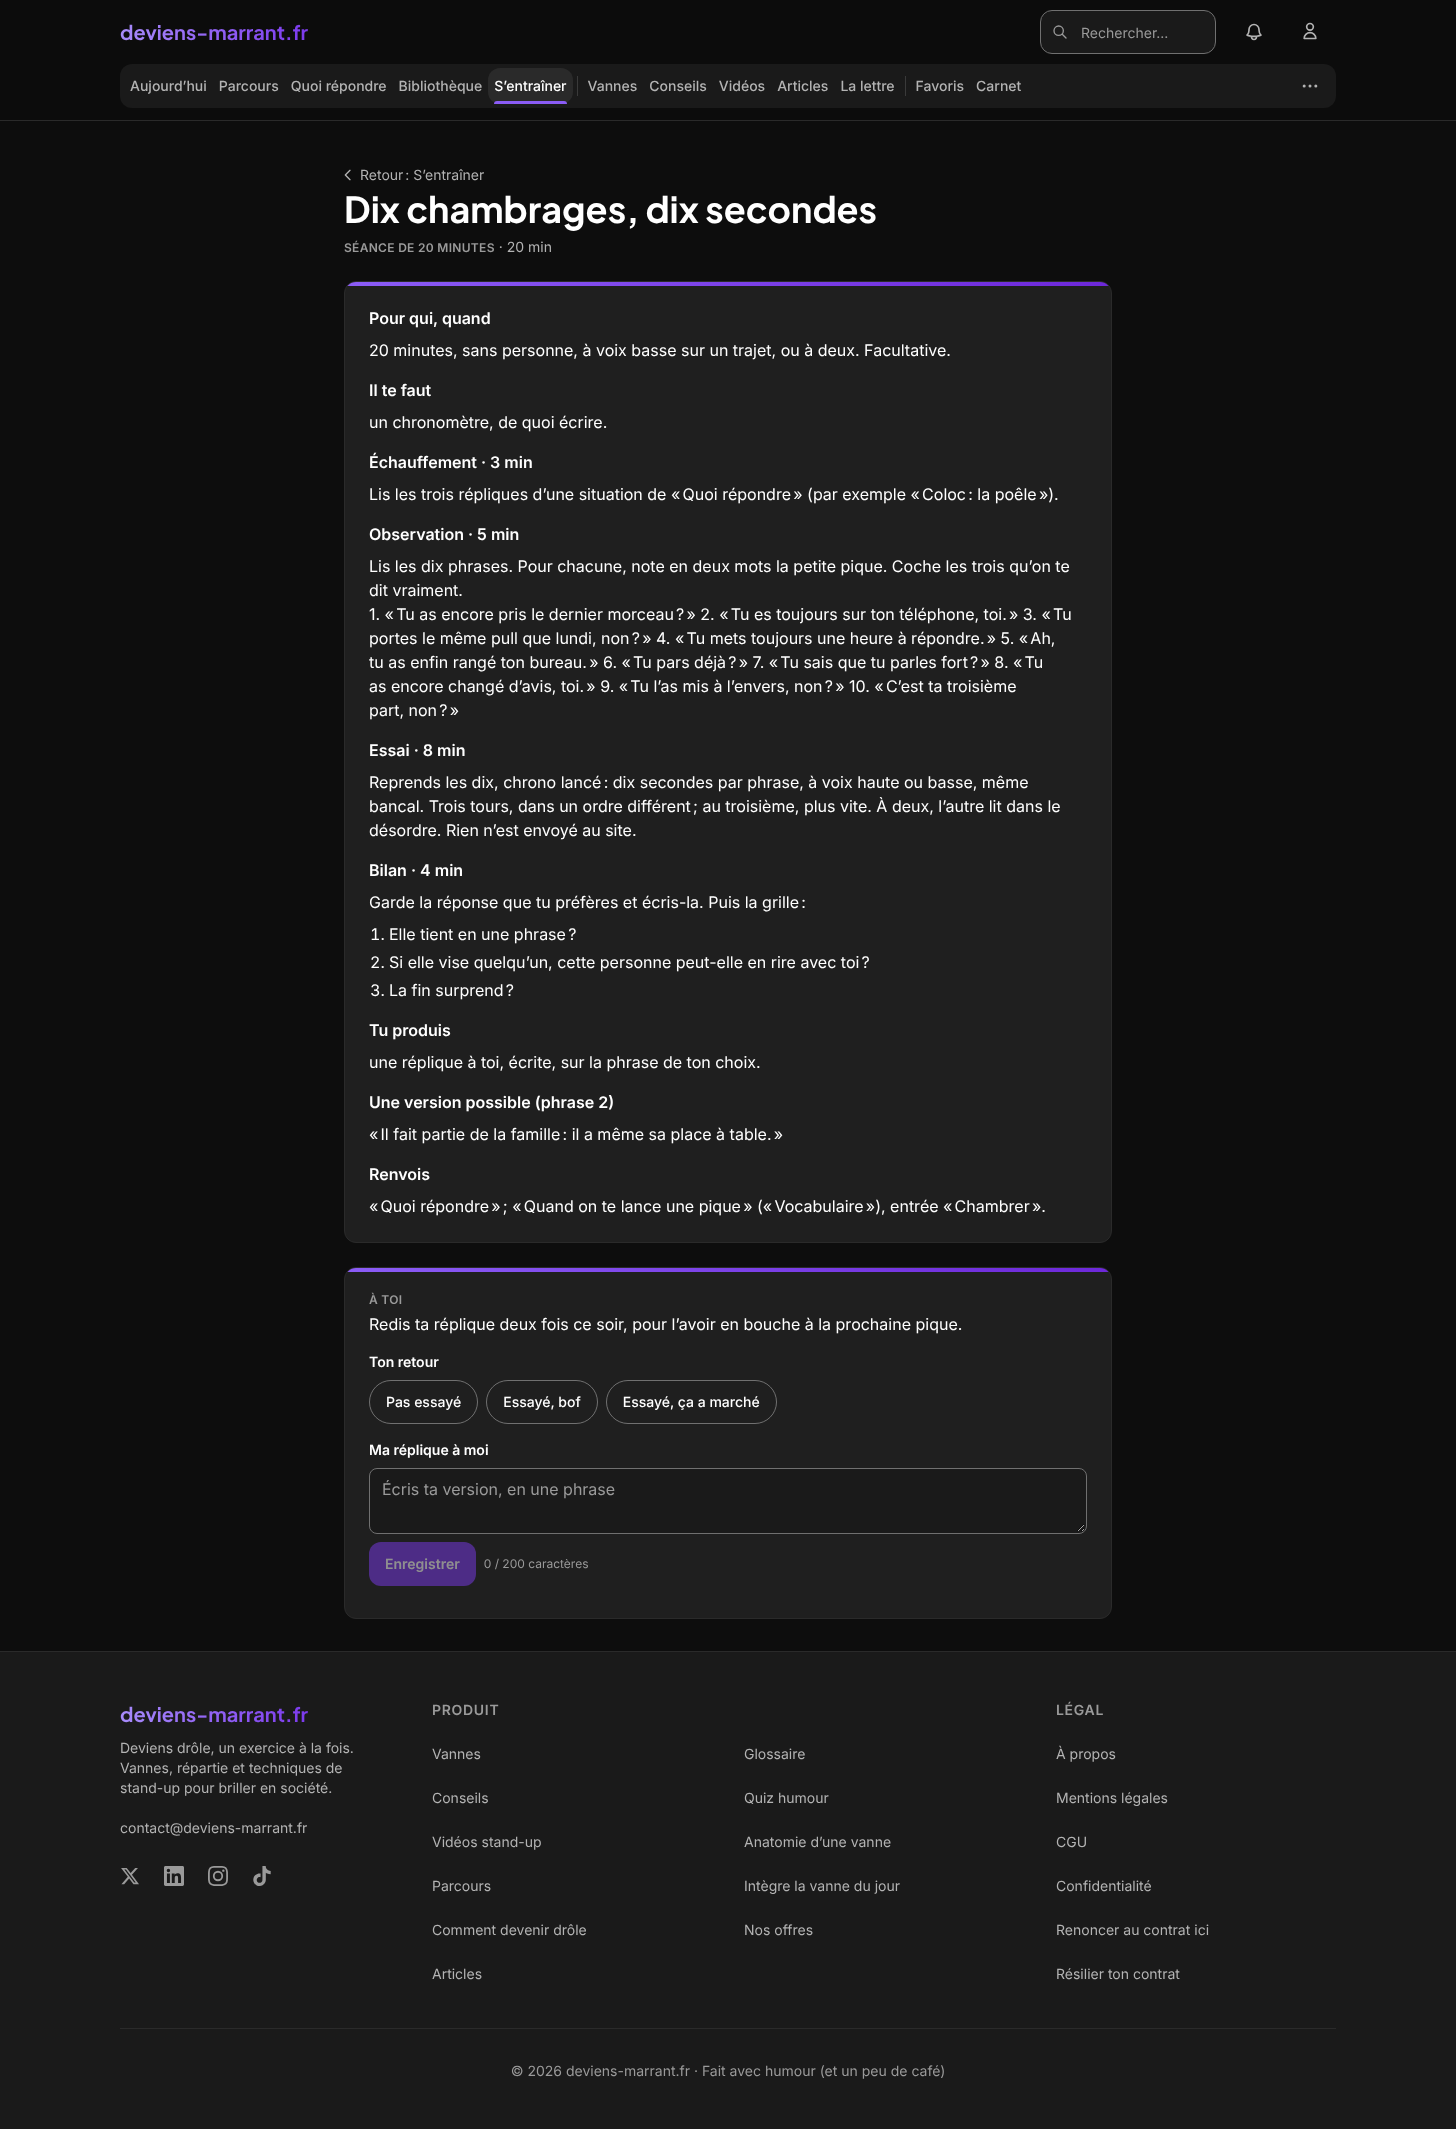 deviens-marrant.fr
Rechercher...
Aujourd’hui Parcours Quoi répondre Bibliothèque S’entraîner Vannes Conseils Vidéos Articles La lettre Favoris Carnet
Retour : S’entraîner
Dix chambrages, dix secondes
SÉANCE DE 20 MINUTES · 20 min
Pour qui, quand
20 minutes, sans personne, à voix basse sur un trajet, ou à deux. Facultative.
Il te faut
un chronomètre, de quoi écrire.
Échauffement · 3 min
Lis les trois répliques d’une situation de « Quoi répondre » (par exemple « Coloc : la poêle »).
Observation · 5 min
Lis les dix phrases. Pour chacune, note en deux mots la petite pique. Coche les trois qu’on te
dit vraiment.
1. « Tu as encore pris le dernier morceau ? » 2. « Tu es toujours sur ton téléphone, toi. » 3. « Tu
portes le même pull que lundi, non ? » 4. « Tu mets toujours une heure à répondre. » 5. « Ah,
tu as enfin rangé ton bureau. » 6. « Tu pars déjà ? » 7. « Tu sais que tu parles fort ? » 8. « Tu
as encore changé d’avis, toi. » 9. « Tu l’as mis à l’envers, non ? » 10. « C’est ta troisième
part, non ? »
Essai · 8 min
Reprends les dix, chrono lancé : dix secondes par phrase, à voix haute ou basse, même
bancal. Trois tours, dans un ordre différent ; au troisième, plus vite. À deux, l’autre lit dans le
désordre. Rien n’est envoyé au site.
Bilan · 4 min
Garde la réponse que tu préfères et écris-la. Puis la grille :
1. Elle tient en une phrase ?
2. Si elle vise quelqu’un, cette personne peut-elle en rire avec toi ?
3. La fin surprend ?
Tu produis
une réplique à toi, écrite, sur la phrase de ton choix.
Une version possible (phrase 2)
« Il fait partie de la famille : il a même sa place à table. »
Renvois
« Quoi répondre » ; « Quand on te lance une pique » (« Vocabulaire »), entrée « Chambrer ».
À TOI
Redis ta réplique deux fois ce soir, pour l’avoir en bouche à la prochaine pique.
Ton retour
Pas essayé
Essayé, bof
Essayé, ça a marché
Ma réplique à moi
Écris ta version, en une phrase
Enregistrer
0 / 200 caractères
deviens-marrant.fr
Deviens drôle, un exercice à la fois.
Vannes, répartie et techniques de
stand-up pour briller en société.
contact@deviens-marrant.fr
PRODUIT
Vannes
Conseils
Vidéos stand-up
Parcours
Comment devenir drôle
Articles
Glossaire
Quiz humour
Anatomie d’une vanne
Intègre la vanne du jour
Nos offres
LÉGAL
À propos
Mentions légales
CGU
Confidentialité
Renoncer au contrat ici
Résilier ton contrat
© 2026 deviens-marrant.fr · Fait avec humour (et un peu de café)